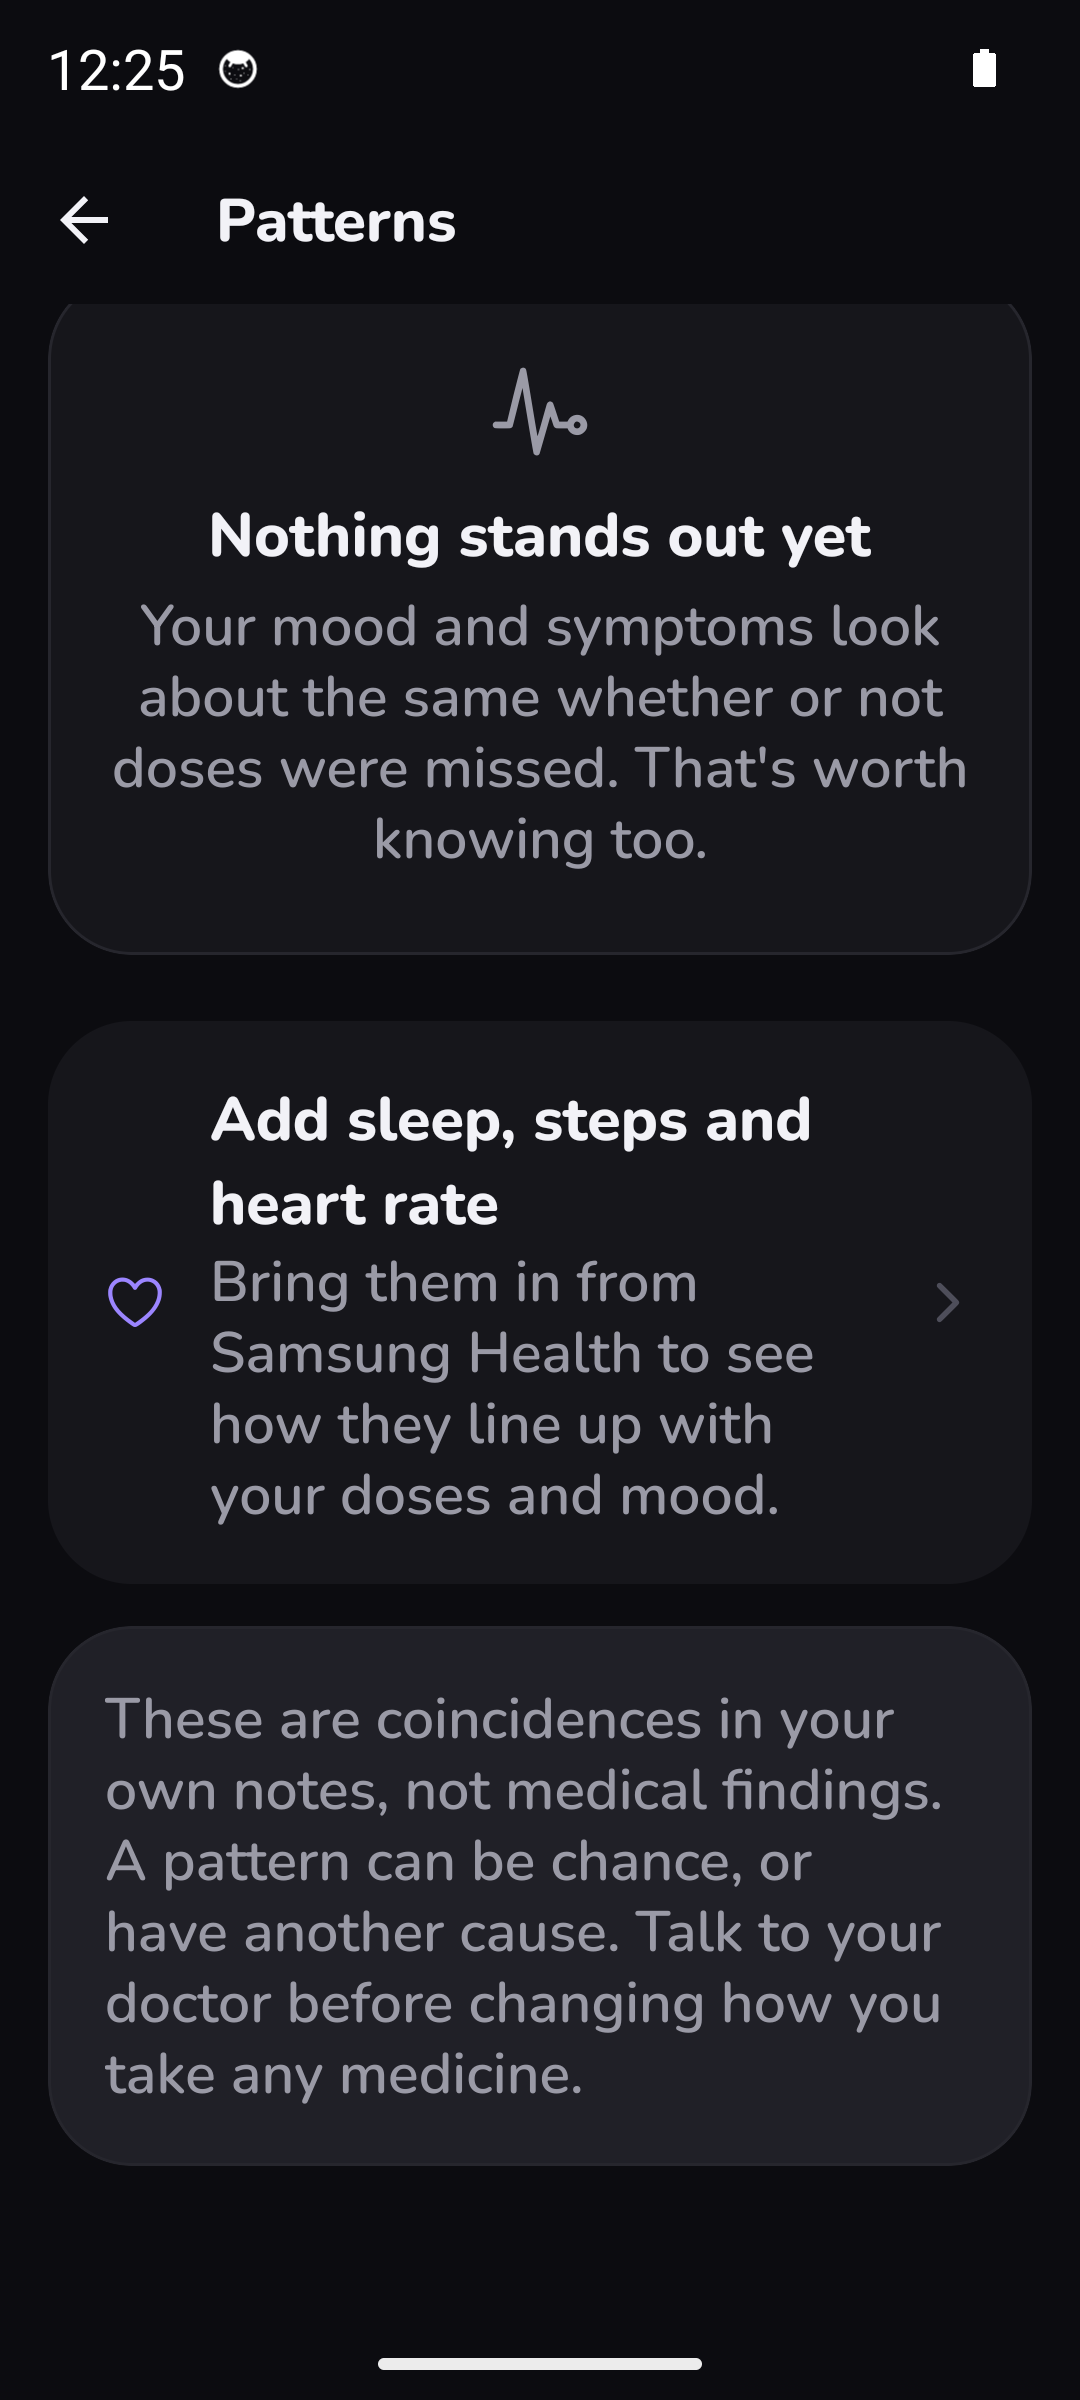 12:25
Patterns
Nothing stands out yet
Your mood and symptoms look
about the same whether or not
doses were missed. That's worth
knowing too.
Add sleep, steps and
heart rate
Bring them in from
Samsung Health to see
how they line up with
your doses and mood.
These are coincidences in your
own notes, not medical findings.
A pattern can be chance, or
have another cause. Talk to your
doctor before changing how you
take any medicine.